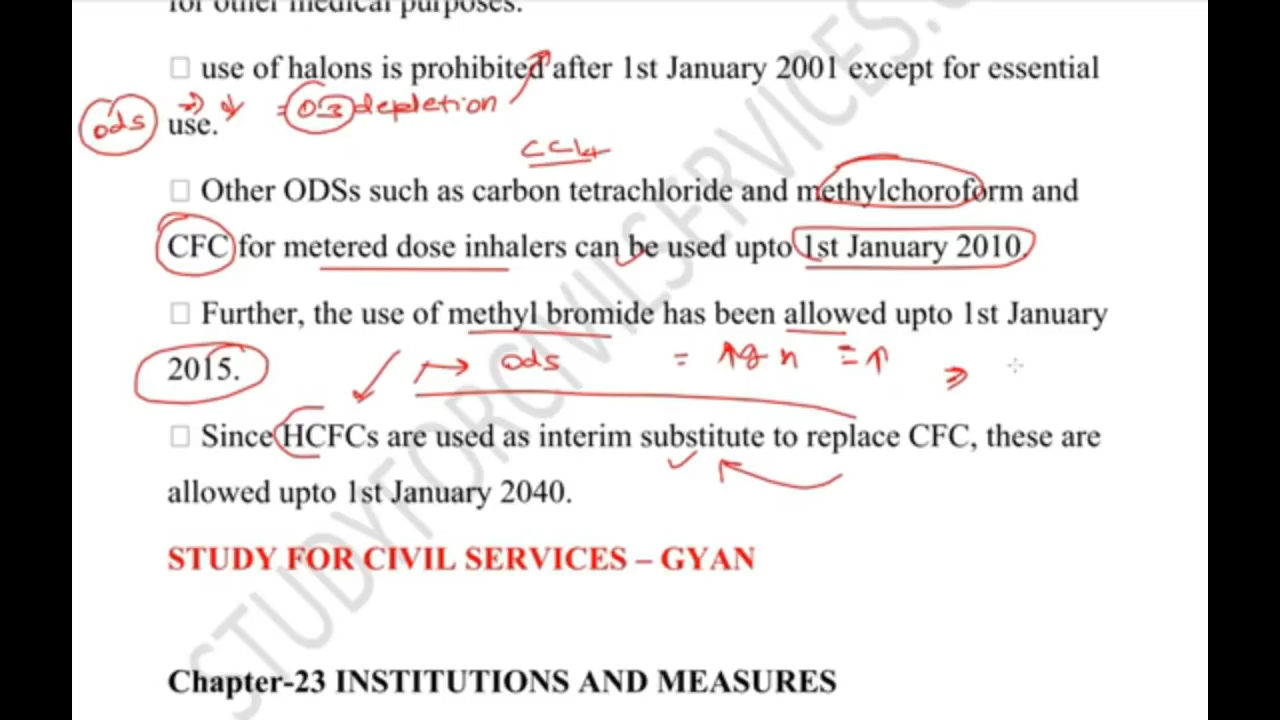 for other medical purposes.
□ use of halons is prohibited after 1st January 2001 except for essential
ods = O3 depletion
use.
CCl4
□ Other ODSs such as carbon tetrachloride and methylchoroform and
CFC for metered dose inhalers can be used upto 1st January 2010.
□ Further, the use of methyl bromide has been allowed upto 1st January
2015. → ods = ↑ n = ↑
□ Since HCFCs are used as interim substitute to replace CFC, these are
allowed upto 1st January 2040.
STUDY FOR CIVIL SERVICES – GYAN
Chapter-23 INSTITUTIONS AND MEASURES
STUDYFORCIVILSERVICES.